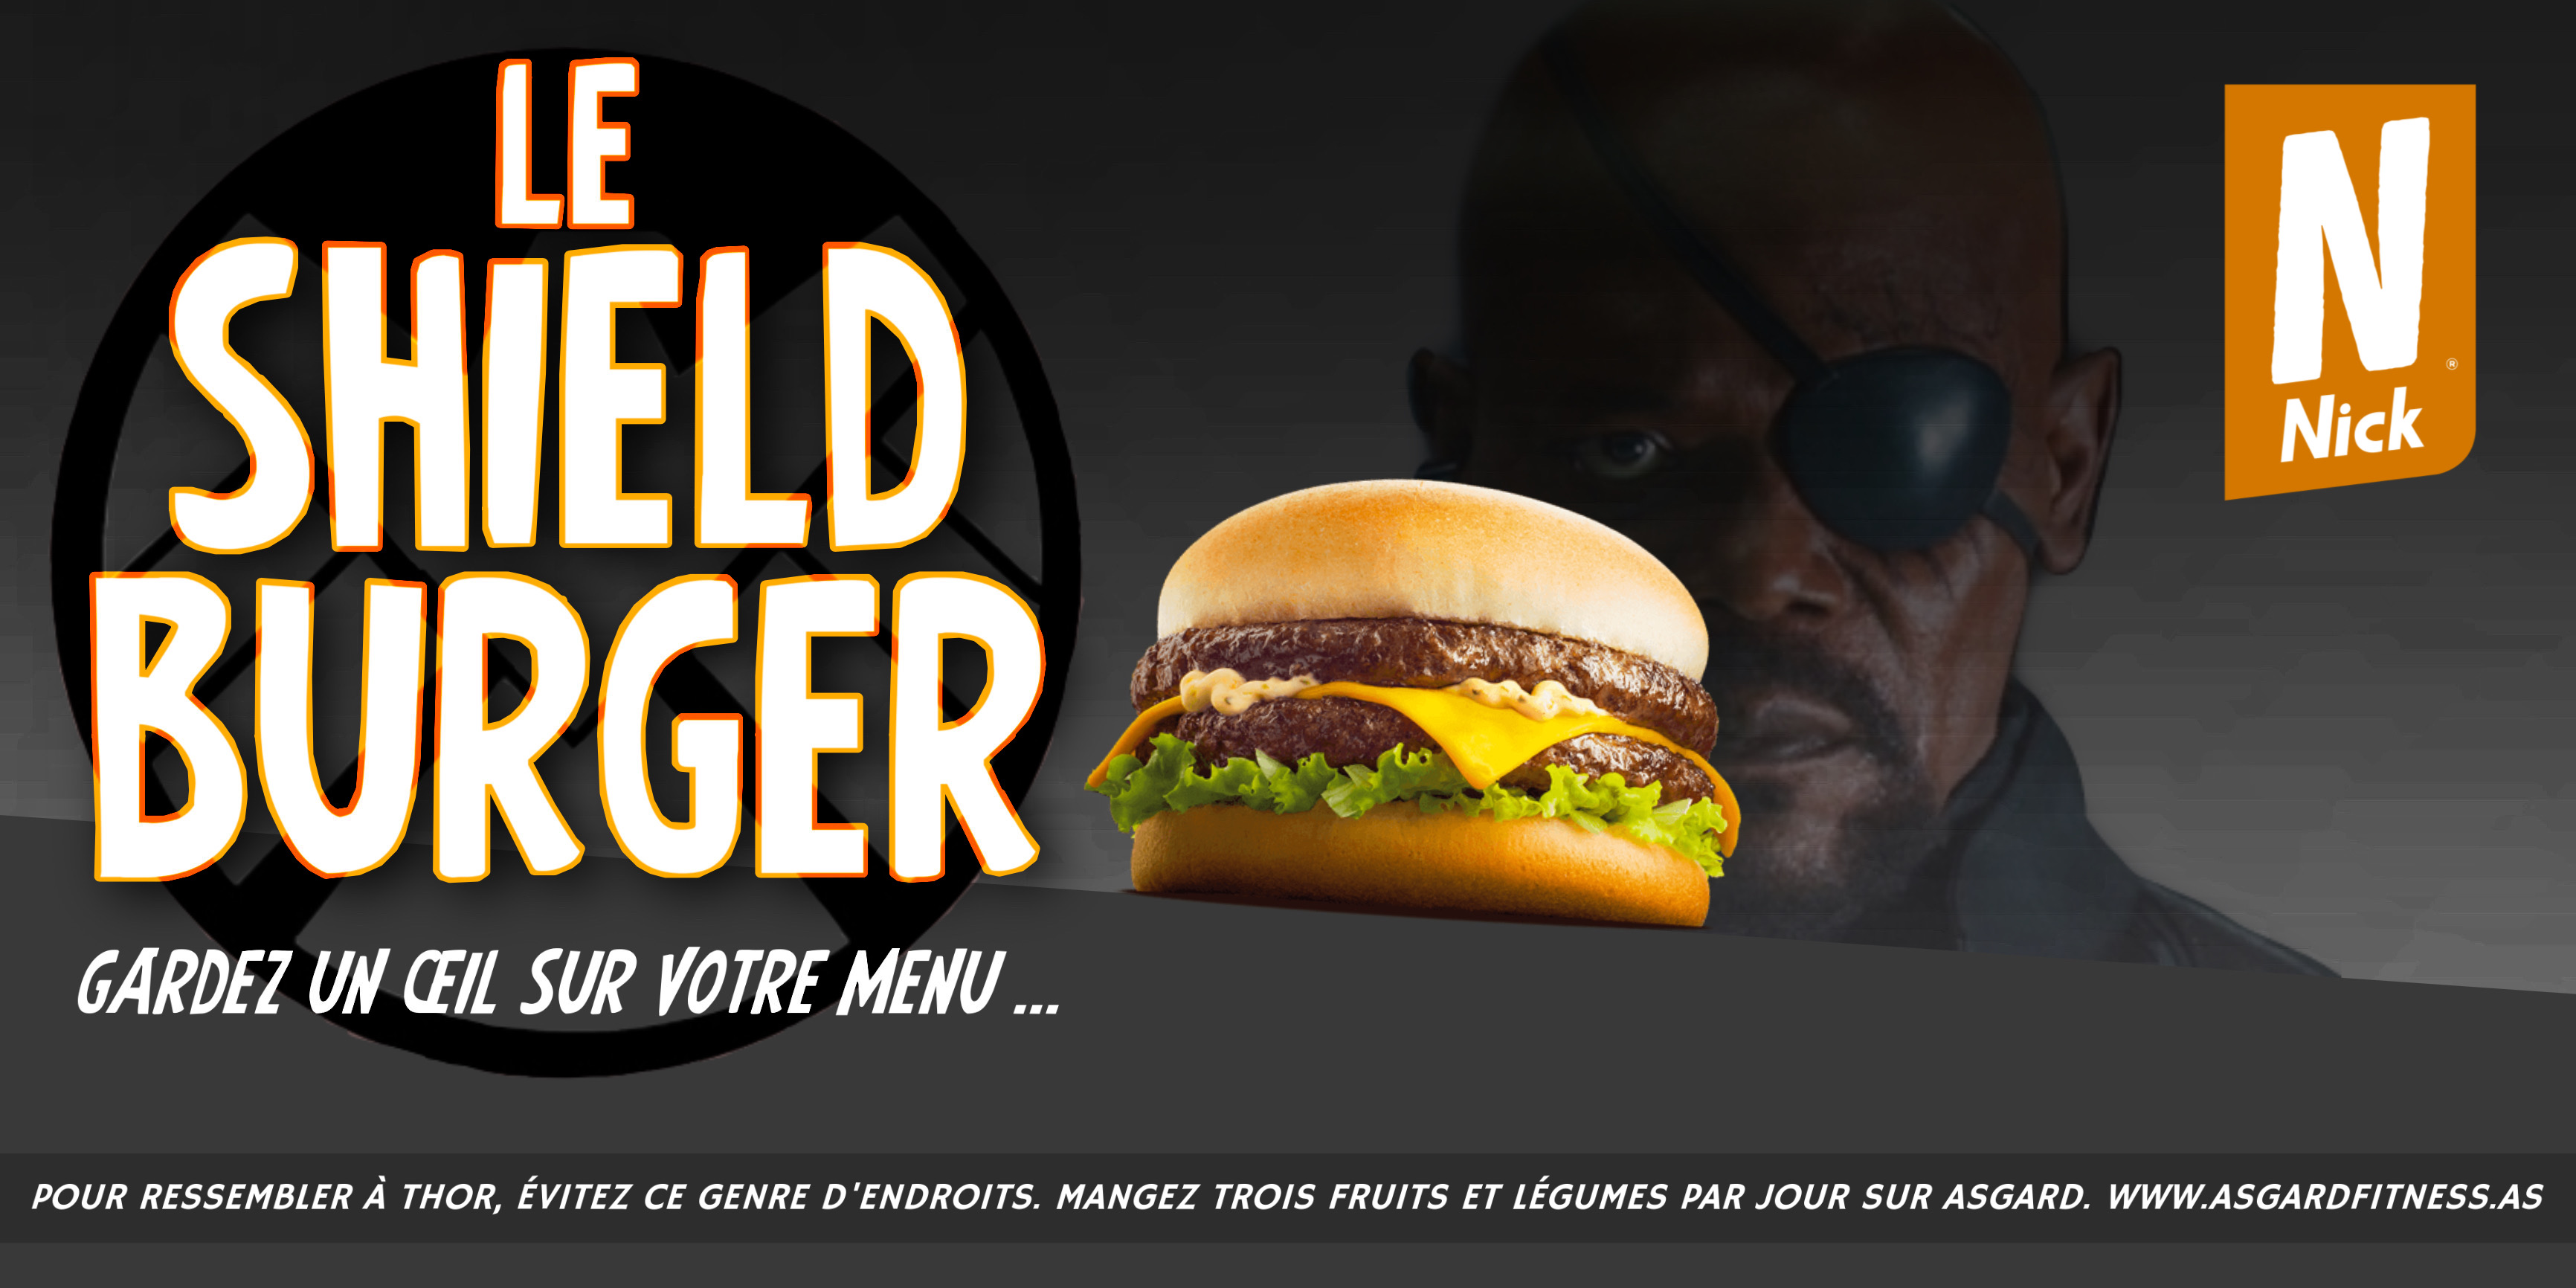 LE
SHIELD
BURGER
GARDEZ UN ŒIL SUR VOTRE MENU ...
N
®
Nick
POUR RESSEMBLER À THOR, ÉVITEZ CE GENRE D'ENDROITS. MANGEZ TROIS FRUITS ET LÉGUMES PAR JOUR SUR ASGARD. WWW.ASGARDFITNESS.AS